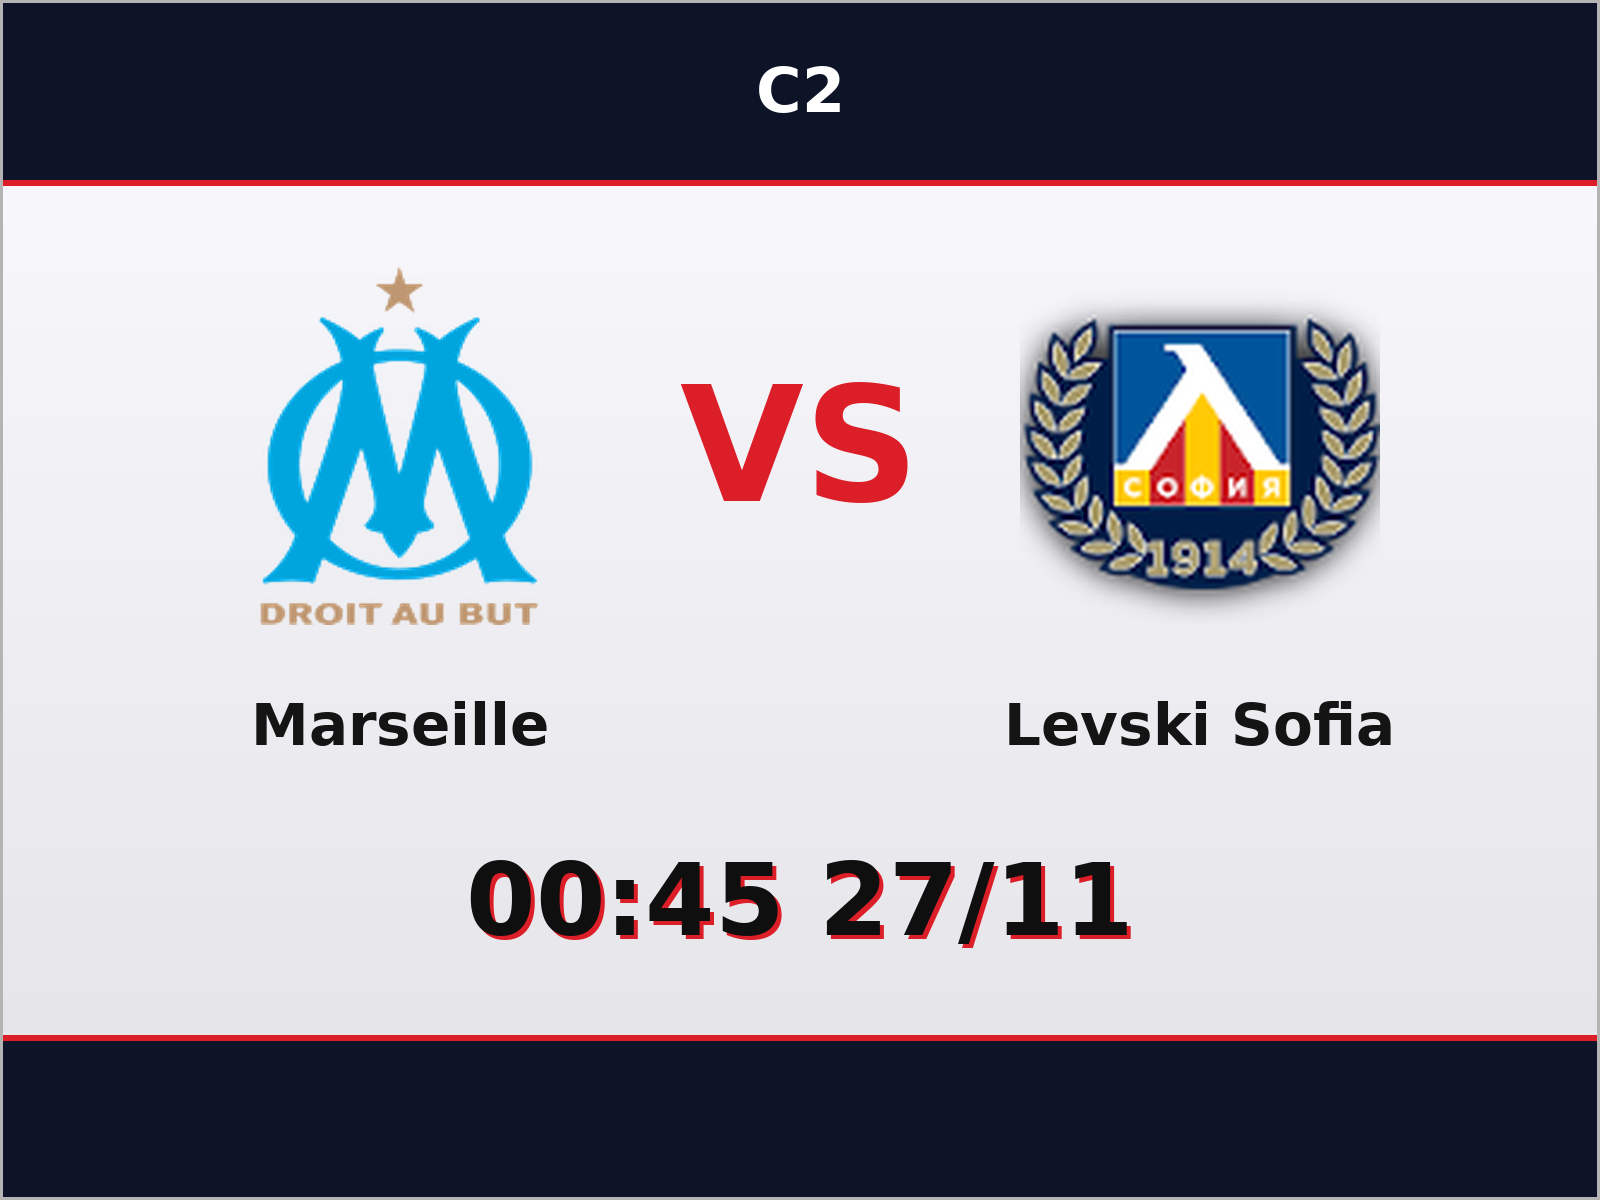 C2
VS
DROIT AU BUT
СОФИЯ
1914
Marseille
Levski Sofia
00:45 27/11